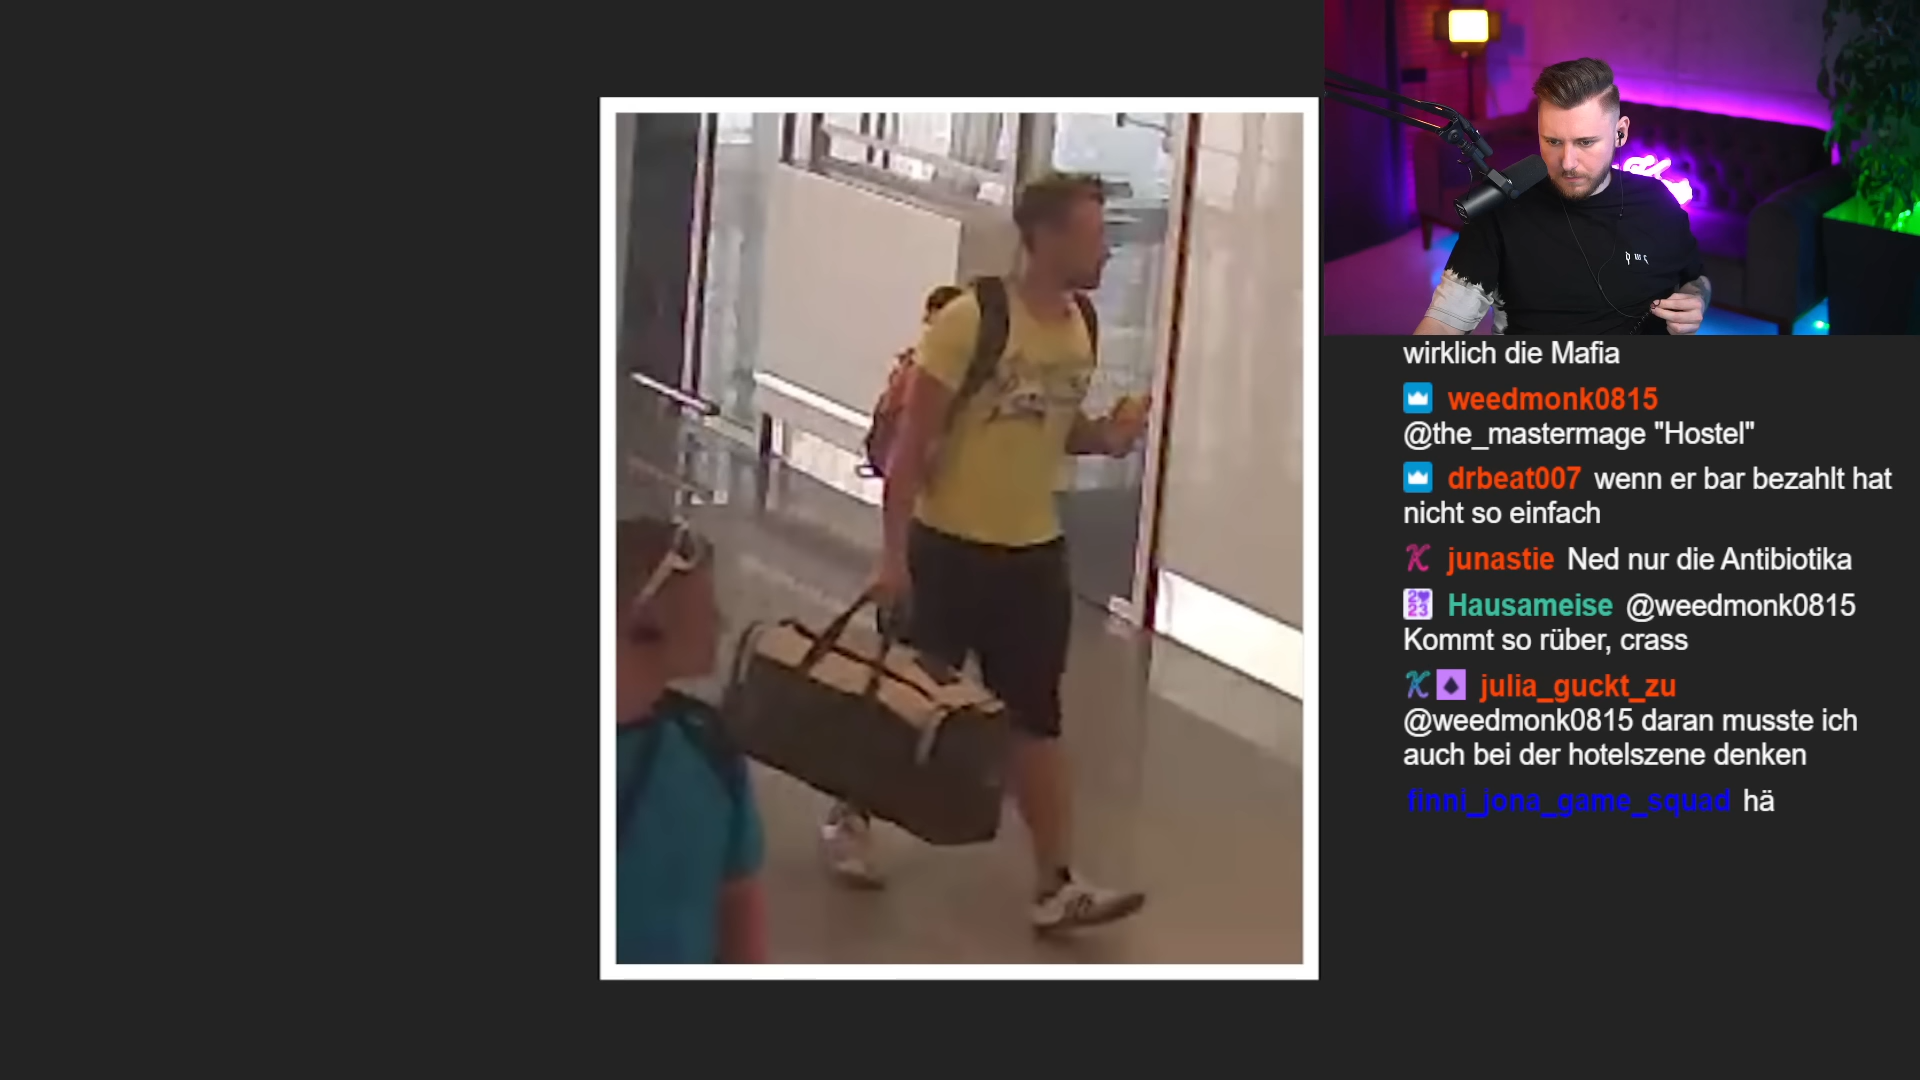 wirklich die Mafia
weedmonk0815
@the_mastermage "Hostel"
drbeat007 wenn er bar bezahlt hat
nicht so einfach
junastie Ned nur die Antibiotika
Hausameise @weedmonk0815
Kommt so rüber, crass
julia_guckt_zu
@weedmonk0815 daran musste ich
auch bei der hotelszene denken
finni_jona_game_squad hä